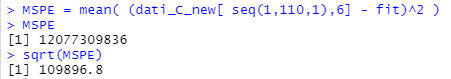 > MSPE = mean( (dati_C_new[ seq(1,110,1),6] - fit)^2 )
> MSPE
[1] 12077309836
> sqrt(MSPE)
[1] 109896.8